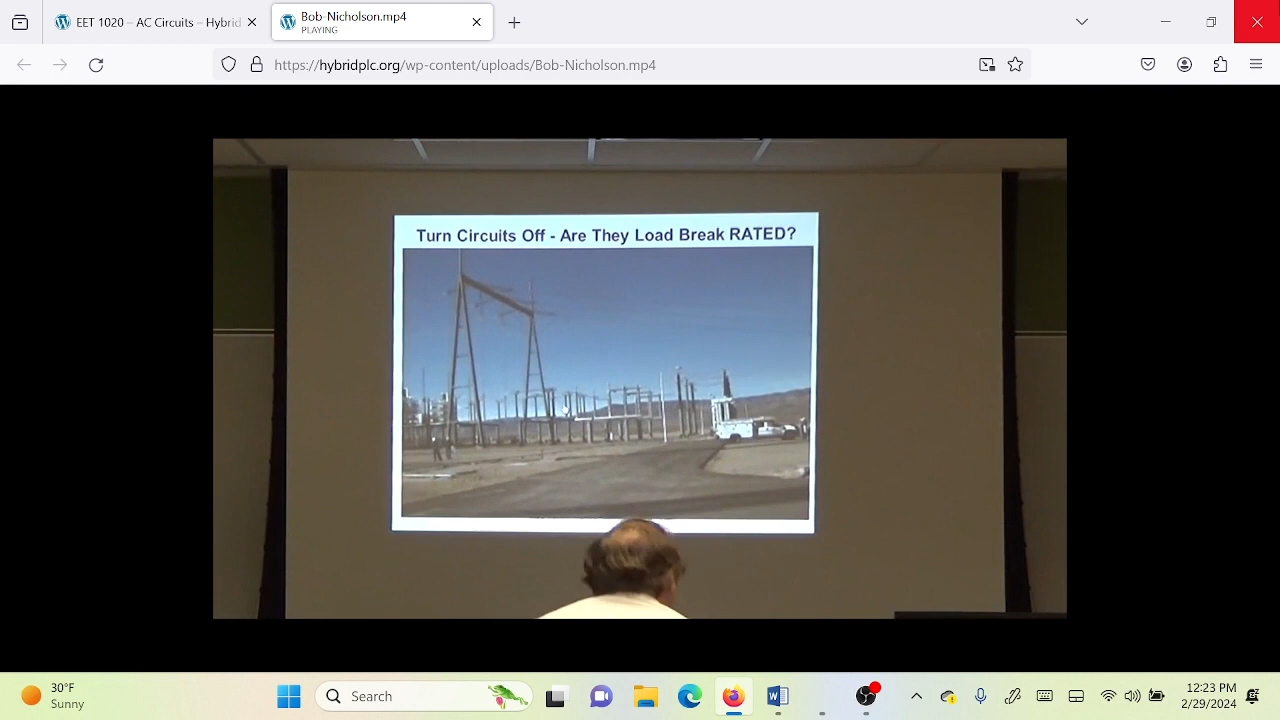 EET 1020 – AC Circuits – Hybrid
Bob-Nicholson.mp4
PLAYING
https://hybridplc.org/wp-content/uploads/Bob-Nicholson.mp4
Turn Circuits Off - Are They Load Break RATED?
30°F
Sunny
Search
12:23 PM
2/29/2024